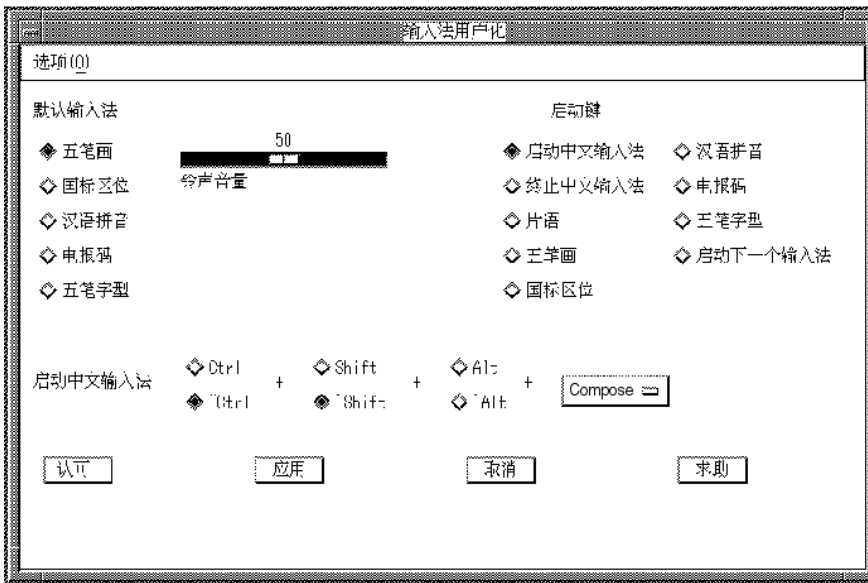 输入法用户化
选项(O)
默认输入法
启动键
五笔画
国标区位
汉语拼音
电报码
五笔字型
50
铃声音量
启动中文输入法
终止中文输入法
片语
五笔画
国标区位
汉语拼音
电报码
五笔字型
启动下一个输入法
启动中文输入法
Ctrl + Shift + Alt + Compose
~Ctrl ~Shift ~Alt
认可 应用 取消 求助